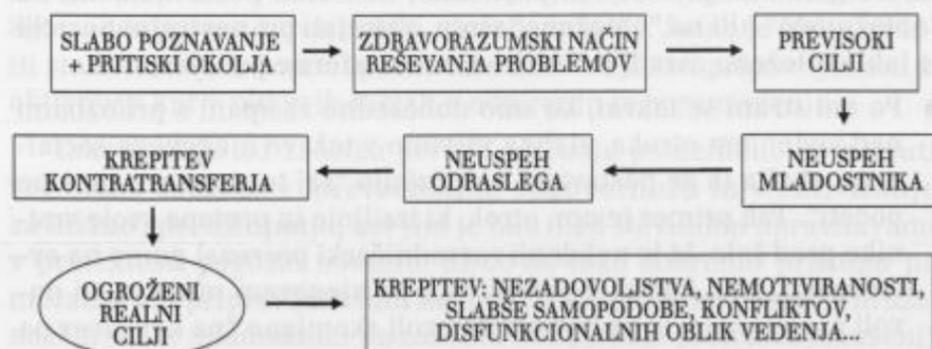 SLABO POZNAVANJE
+ PRITISKI OKOLJA
ZDRAVORAZUMSKI NAČIN
REŠEVANJA PROBLEMOV
PREVISOKI
CILJI
NEUSPEH
MLADOSTNIKA
NEUSPEH
ODRASLEGA
KREPITEV
KONTRATRANSFERJA
OGROŽENI
REALNI
CILJI
KREPITEV: NEZADOVOLJSTVA, NEMOTIVIRANOSTI,
SLABŠE SAMOPODOBE, KONFLIKTOV,
DISFUNKCIONALNIH OBLIK VEDENJA...